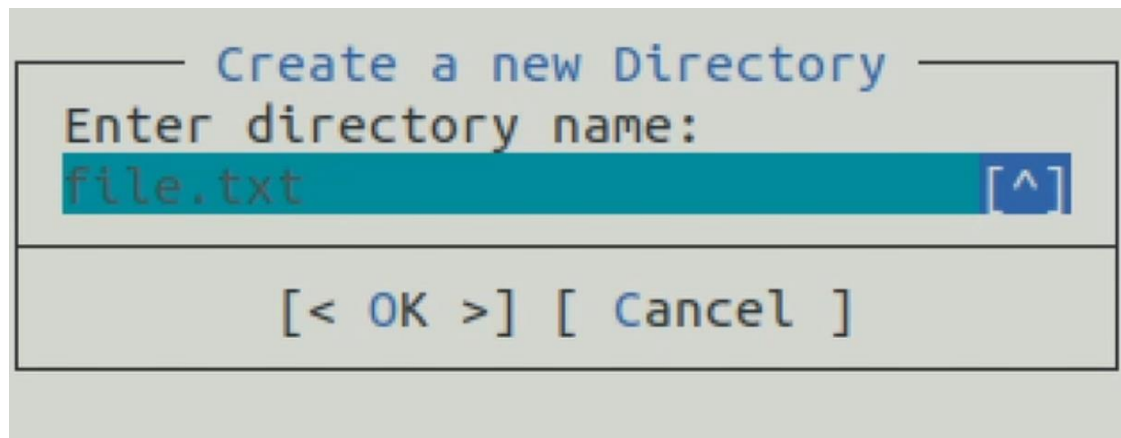 Create a new Directory
Enter directory name:
file.txt [^]
[< OK >] [ Cancel ]